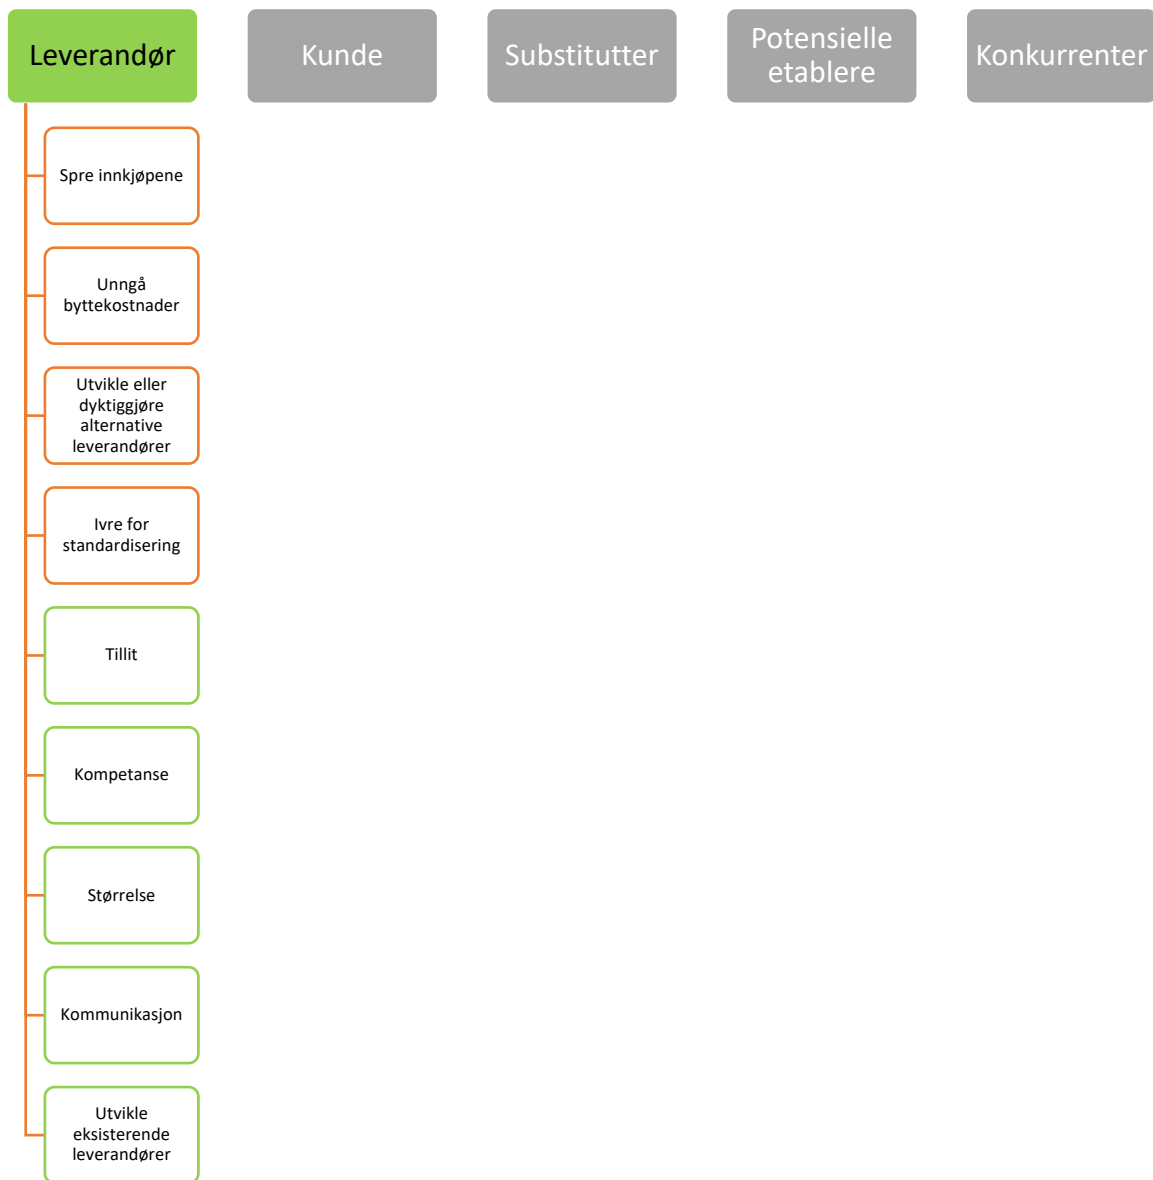 Leverandør
Kunde
Substitutter
Potensielle
etablere
Konkurrenter
Spre innkjøpene
Unngå
byttekostnader
Utvikle eller
dyktiggjøre
alternative
leverandører
Ivre for
standardisering
Tillit
Kompetanse
Størrelse
Kommunikasjon
Utvikle
eksisterende
leverandører